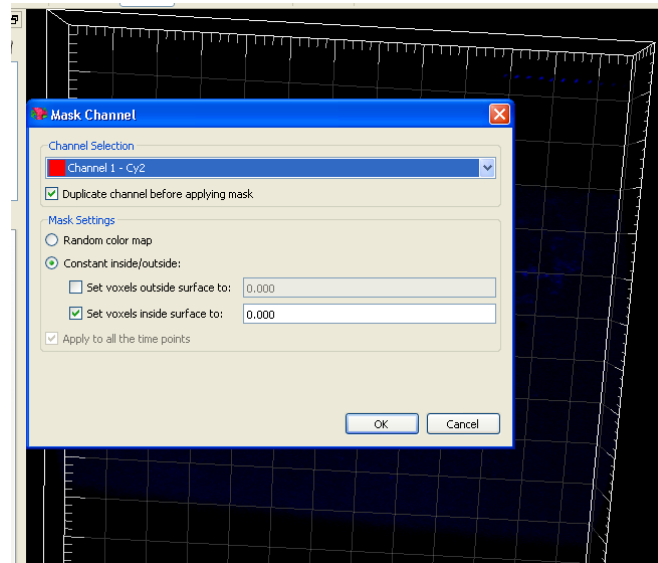 Mask Channel
Channel Selection
Channel 1 - Cy2
Duplicate channel before applying mask
Mask Settings
Random color map
Constant inside/outside:
Set voxels outside surface to: 0.000
Set voxels inside surface to: 0.000
Apply to all the time points
OK Cancel